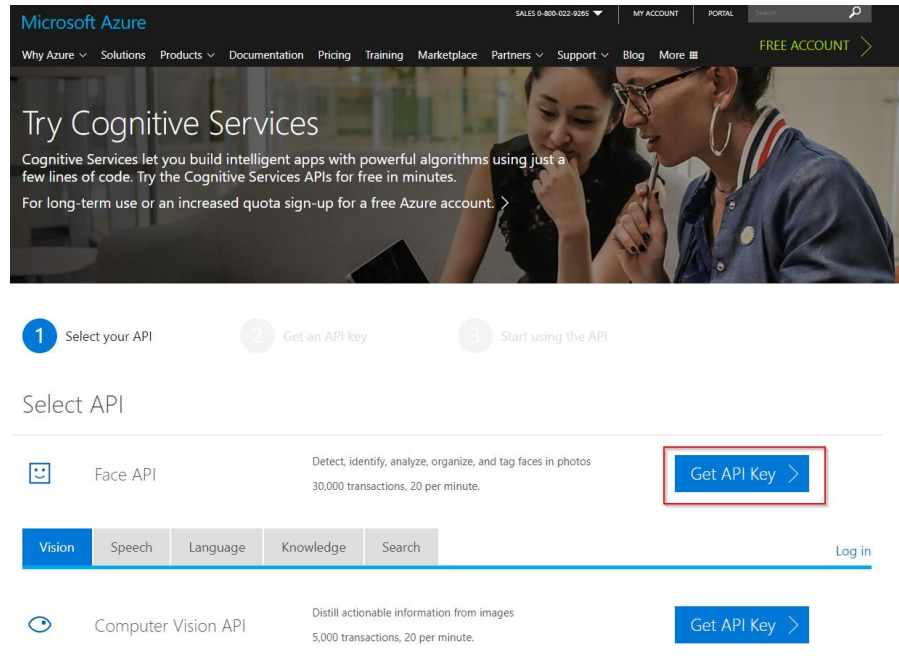 SALES 0-800-022-9265
MY ACCOUNT
PORTAL
Search
Microsoft Azure
Why Azure
Solutions
Products
Documentation
Pricing
Training
Marketplace
Partners
Support
Blog
More
FREE ACCOUNT
Try Cognitive Services
Cognitive Services let you build intelligent apps with powerful algorithms using just a
few lines of code. Try the Cognitive Services APIs for free in minutes.
For long-term use or an increased quota sign-up for a free Azure account. >
1 Select your API
2 Get an API key
3 Start using the API
Select API
Face API
Detect, identify, analyze, organize, and tag faces in photos
30,000 transactions, 20 per minute.
Get API Key
Vision
Speech
Language
Knowledge
Search
Log in
Computer Vision API
Distill actionable information from images
5,000 transactions, 20 per minute.
Get API Key